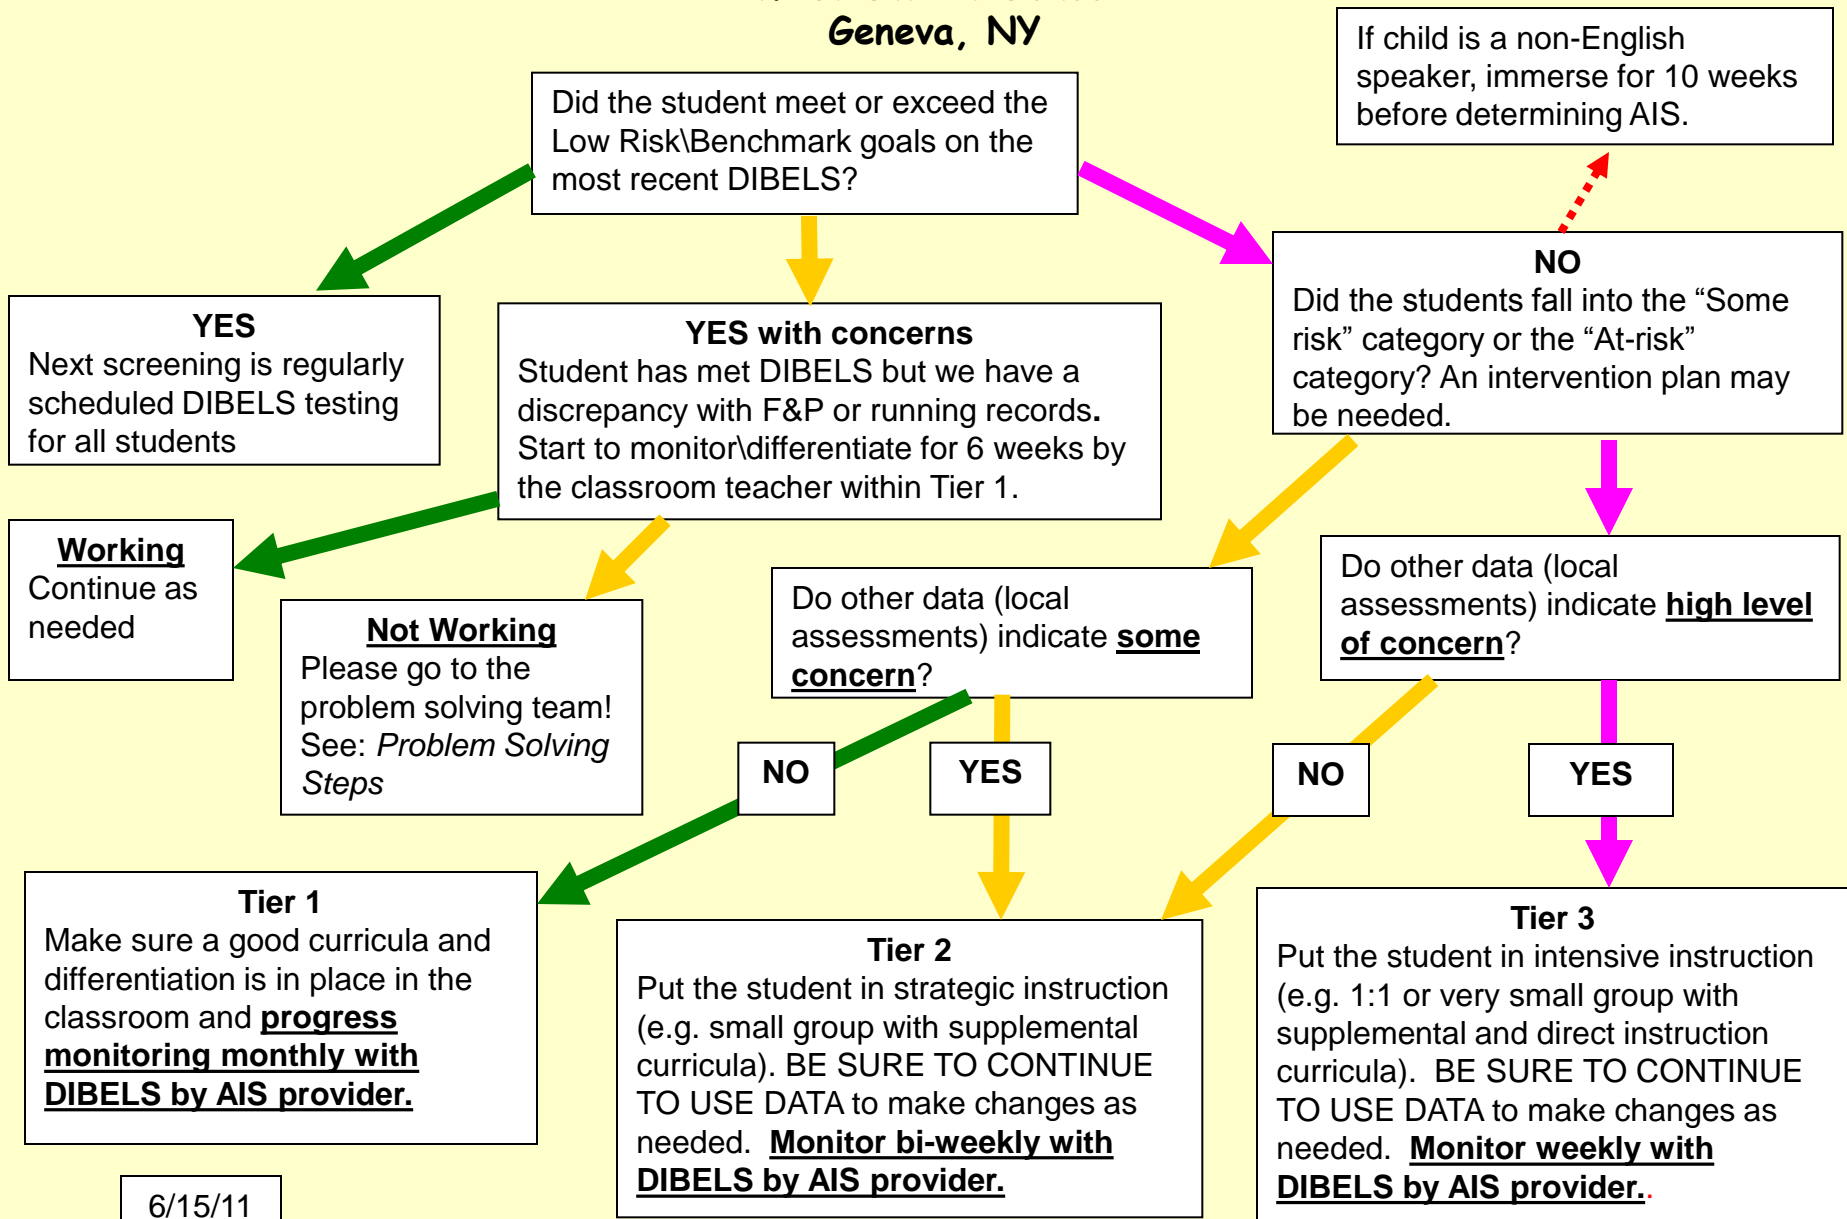 Geneva, NY
If child is a non-English
speaker, immerse for 10 weeks
before determining AIS.
Did the student meet or exceed the
Low Risk\Benchmark goals on the
most recent DIBELS?
YES
Next screening is regularly
scheduled DIBELS testing
for all students
YES with concerns
Student has met DIBELS but we have a
discrepancy with F&P or running records.
Start to monitor\differentiate for 6 weeks by
the classroom teacher within Tier 1.
NO
Did the students fall into the “Some
risk” category or the “At-risk”
category? An intervention plan may
be needed.
Working
Continue as
needed
Not Working
Please go to the
problem solving team!
See: Problem Solving
Steps
Do other data (local
assessments) indicate some
concern?
Do other data (local
assessments) indicate high level
of concern?
NO
YES
NO
YES
Tier 1
Make sure a good curricula and
differentiation is in place in the
classroom and progress
monitoring monthly with
DIBELS by AIS provider.
Tier 2
Put the student in strategic instruction
(e.g. small group with supplemental
curricula). BE SURE TO CONTINUE
TO USE DATA to make changes as
needed. Monitor bi-weekly with
DIBELS by AIS provider.
Tier 3
Put the student in intensive instruction
(e.g. 1:1 or very small group with
supplemental and direct instruction
curricula). BE SURE TO CONTINUE
TO USE DATA to make changes as
needed. Monitor weekly with
DIBELS by AIS provider..
6/15/11